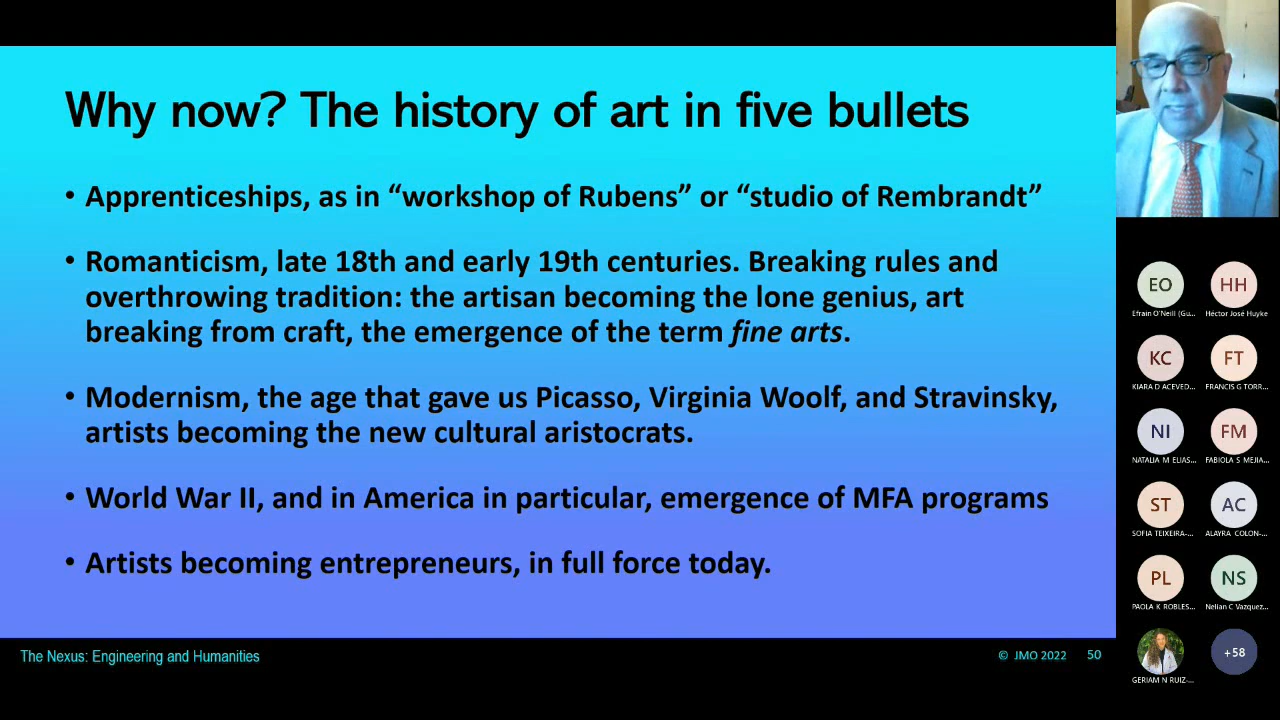 Why now? The history of art in five bullets
• Apprenticeships, as in “workshop of Rubens” or “studio of Rembrandt”
• Romanticism, late 18th and early 19th centuries. Breaking rules and
overthrowing tradition: the artisan becoming the lone genius, art
breaking from craft, the emergence of the term fine arts.
• Modernism, the age that gave us Picasso, Virginia Woolf, and Stravinsky,
artists becoming the new cultural aristocrats.
• World War II, and in America in particular, emergence of MFA programs
• Artists becoming entrepreneurs, in full force today.
The Nexus: Engineering and Humanities
© JMO 2022 50
EO HH
Efrain O'Neill (Gu... Héctor José Huyke
KC FT
KIARA D ACEVED... FRANCIS G TORR...
NI FM
NATALIA M ELIAS... FABIOLA S MEJIA...
ST AC
SOFIA TEIXEIRA-... ALAYRA COLON-...
PL NS
PAOLA K ROBLES... Nelian C Vazquez...
+58
GERIAM N RUIZ-...